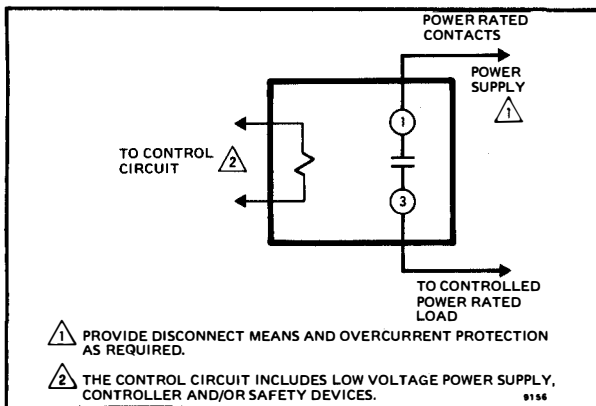 POWER RATED
CONTACTS
POWER
SUPPLY 1
1
TO CONTROL
CIRCUIT 2
3
TO CONTROLLED
POWER RATED
LOAD
1 PROVIDE DISCONNECT MEANS AND OVERCURRENT PROTECTION
AS REQUIRED.
2 THE CONTROL CIRCUIT INCLUDES LOW VOLTAGE POWER SUPPLY,
CONTROLLER AND/OR SAFETY DEVICES.
9156